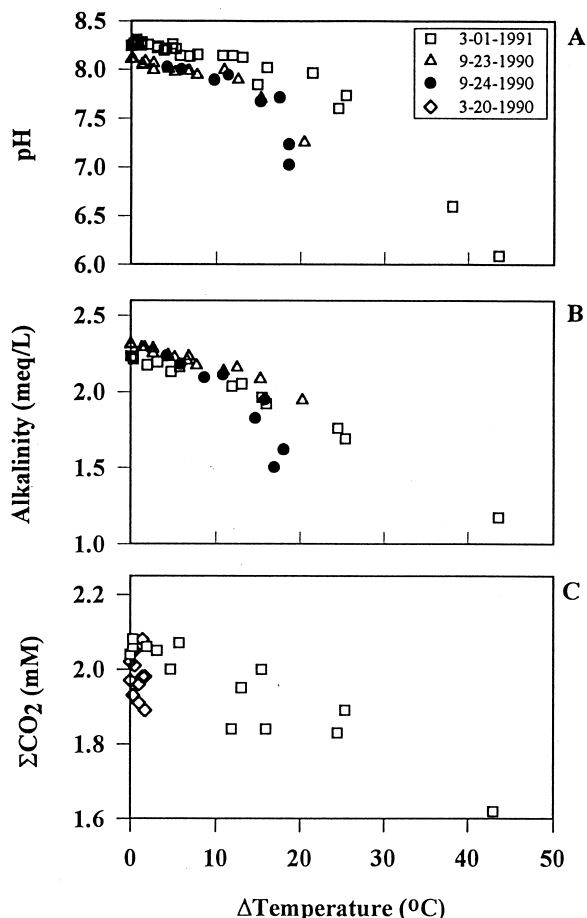 A
□ 3-01-1991
△ 9-23-1990
● 9-24-1990
◇ 3-20-1990
pH
8.5
8.0
7.5
7.0
6.5
6.0
B
Alkalinity (meq/L)
2.5
2.0
1.5
1.0
C
ΣCO2 (mM)
2.2
2.0
1.8
1.6
0 10 20 30 40 50
ΔTemperature (ºC)